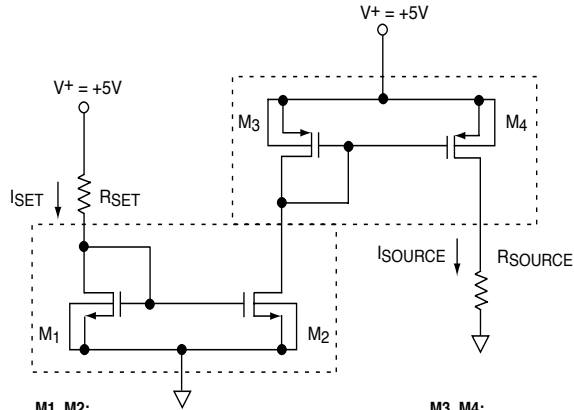 V+ = +5V
V+ = +5V
M3
M4
ISET
RSET
ISOURCE
RSOURCE
M1
M2
M1, M2:
M3, M4: